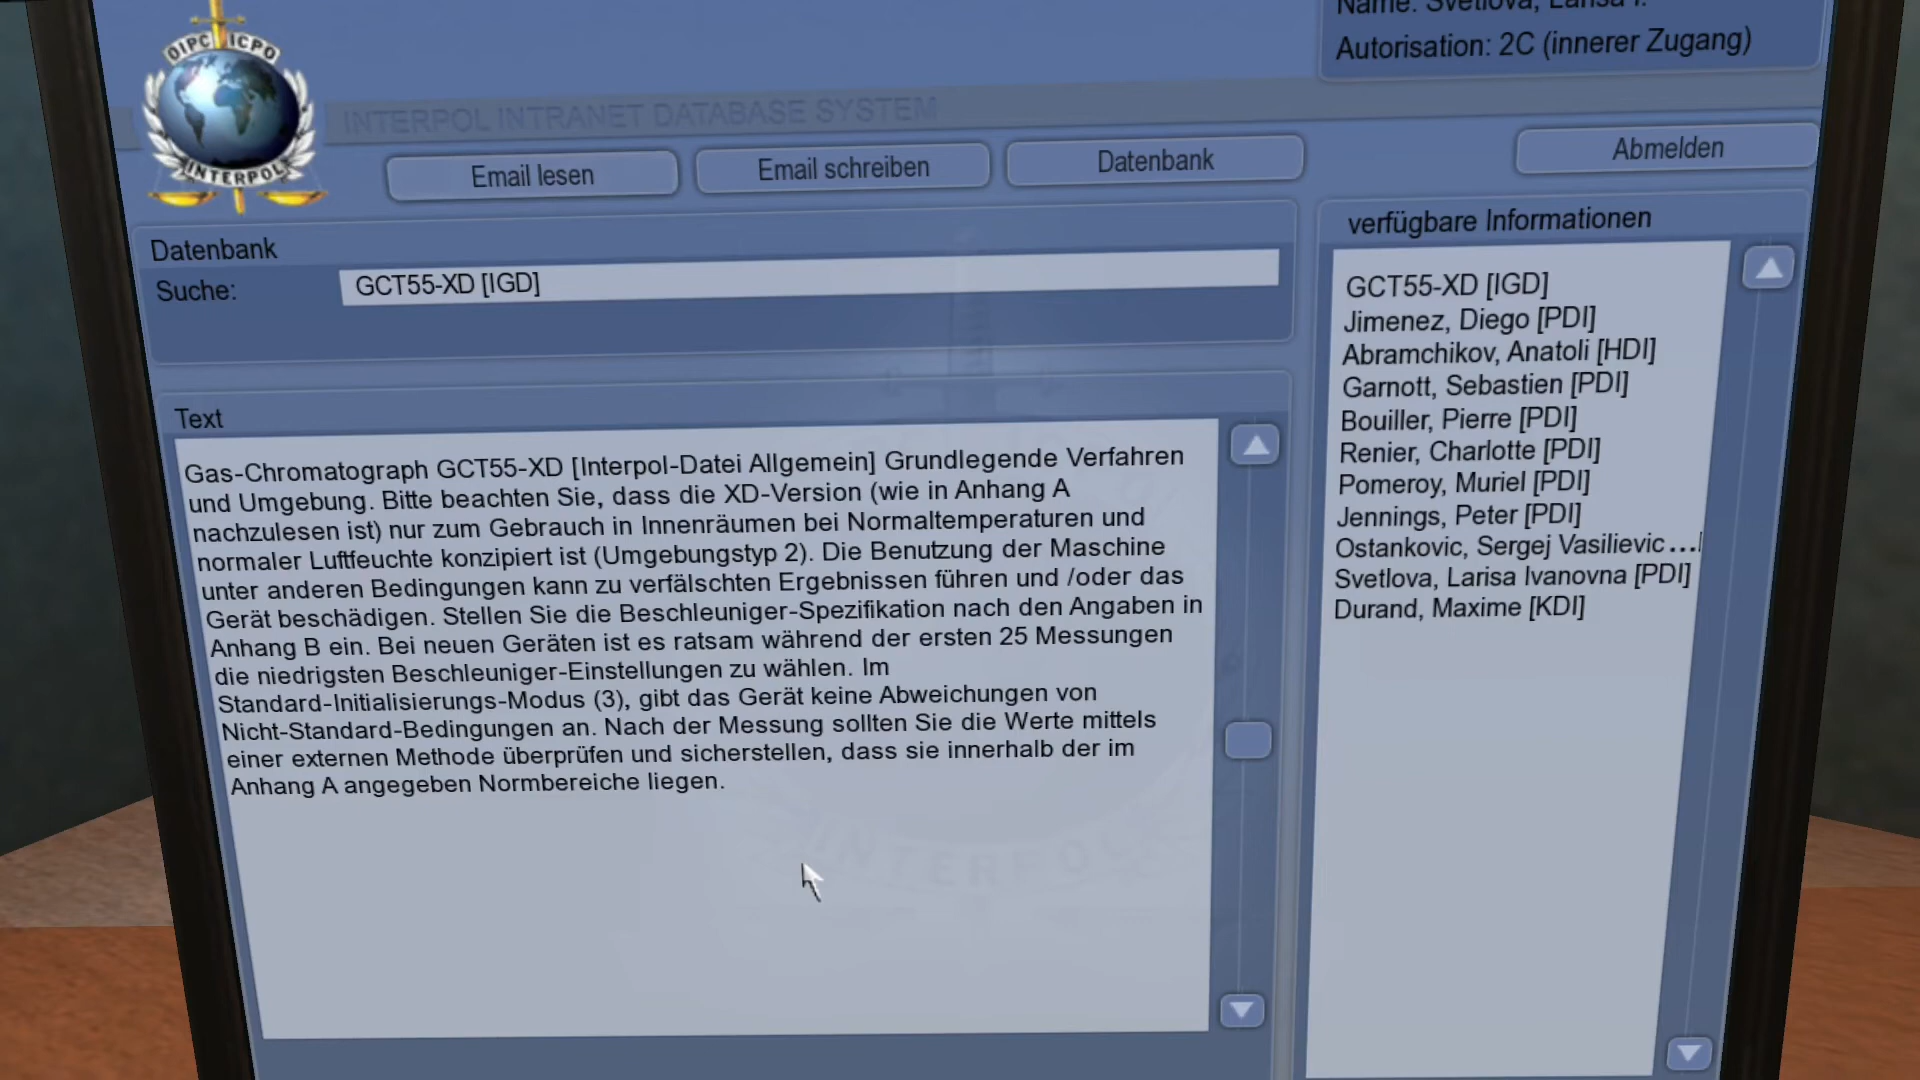 Name: Svetlova, Larisa I.
Autorisation: 2C (innerer Zugang)
OIPC ICPO
INTERPOL
INTERPOL INTRANET DATABASE SYSTEM
Email lesen
Email schreiben
Datenbank
Abmelden
Datenbank
Suche:
GCT55-XD [IGD]
Text
Gas-Chromatograph GCT55-XD [Interpol-Datei Allgemein] Grundlegende Verfahren
und Umgebung. Bitte beachten Sie, dass die XD-Version (wie in Anhang A
nachzulesen ist) nur zum Gebrauch in Innenräumen bei Normaltemperaturen und
normaler Luftfeuchte konzipiert ist (Umgebungstyp 2). Die Benutzung der Maschine
unter anderen Bedingungen kann zu verfälschten Ergebnissen führen und /oder das
Gerät beschädigen. Stellen Sie die Beschleuniger-Spezifikation nach den Angaben in
Anhang B ein. Bei neuen Geräten ist es ratsam während der ersten 25 Messungen
die niedrigsten Beschleuniger-Einstellungen zu wählen. Im
Standard-Initialisierungs-Modus (3), gibt das Gerät keine Abweichungen von
Nicht-Standard-Bedingungen an. Nach der Messung sollten Sie die Werte mittels
einer externen Methode überprüfen und sicherstellen, dass sie innerhalb der im
Anhang A angegeben Normbereiche liegen.
INTERPOL
verfügbare Informationen
GCT55-XD [IGD]
Jimenez, Diego [PDI]
Abramchikov, Anatoli [HDI]
Garnott, Sebastien [PDI]
Bouiller, Pierre [PDI]
Renier, Charlotte [PDI]
Pomeroy, Muriel [PDI]
Jennings, Peter [PDI]
Ostankovic, Sergej Vasilievic ...
Svetlova, Larisa Ivanovna [PDI]
Durand, Maxime [KDI]